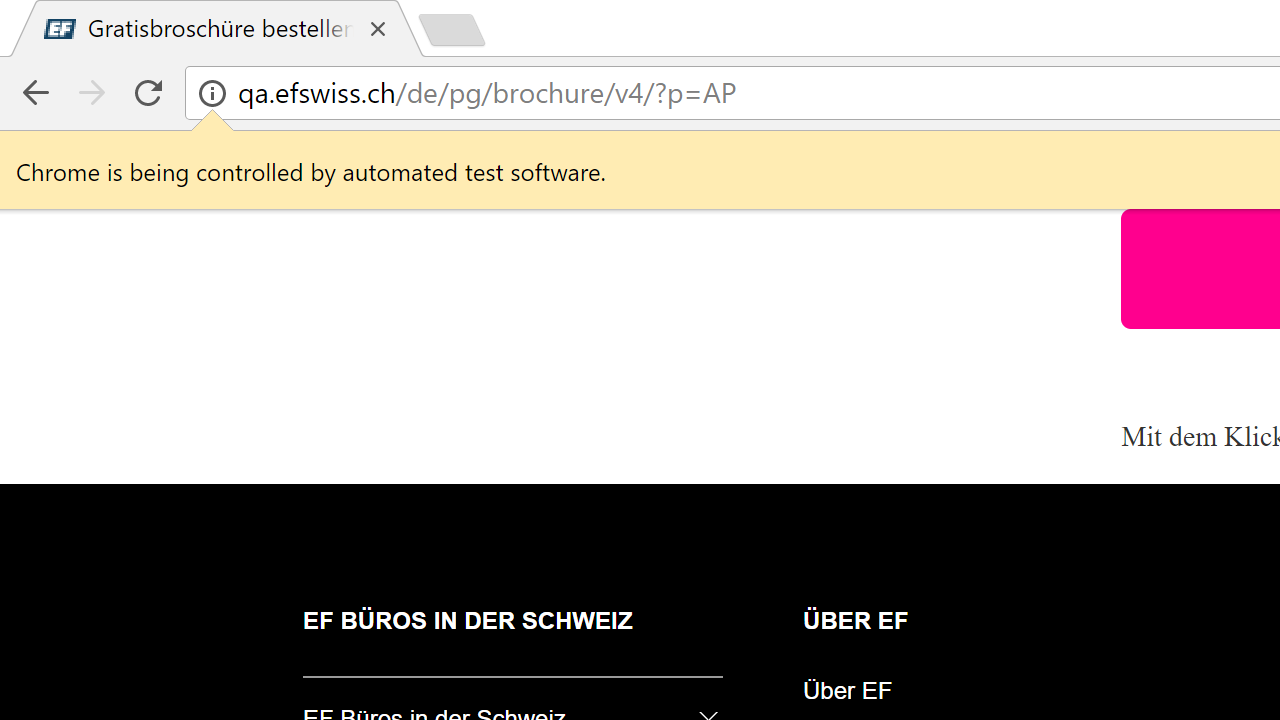 EF Gratisbroschüre bestellen
qa.efswiss.ch/de/pg/brochure/v4/?p=AP
Chrome is being controlled by automated test software.
Mit dem Klick
EF BÜROS IN DER SCHWEIZ
ÜBER EF
Über EF
EF Büros in der Schweiz